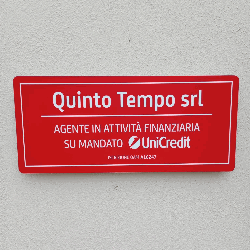 Quinto Tempo srl
AGENTE IN ATTIVITÀ FINANZIARIA
SU MANDATO UniCredit